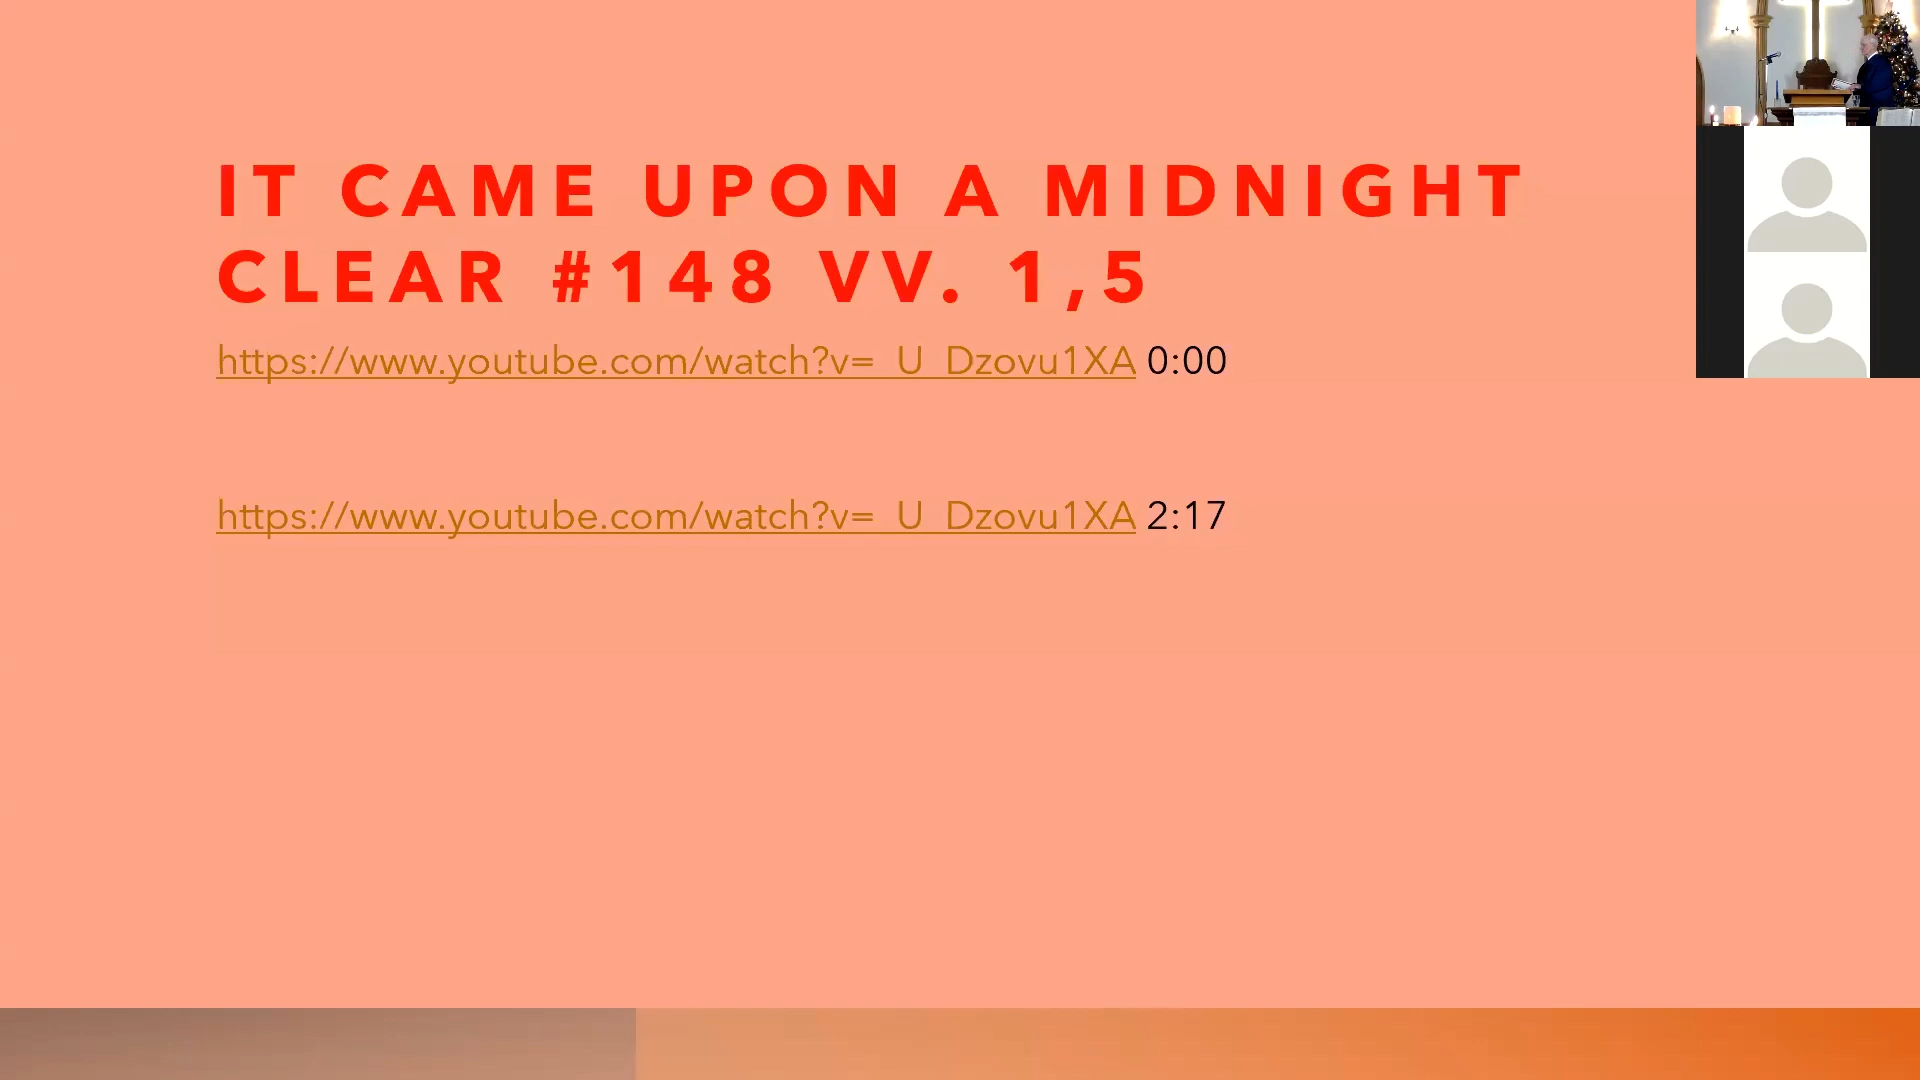 IT CAME UPON A MIDNIGHT
CLEAR #148 VV. 1,5
https://www.youtube.com/watch?v=_U_Dzovu1XA 0:00
https://www.youtube.com/watch?v=_U_Dzovu1XA 2:17